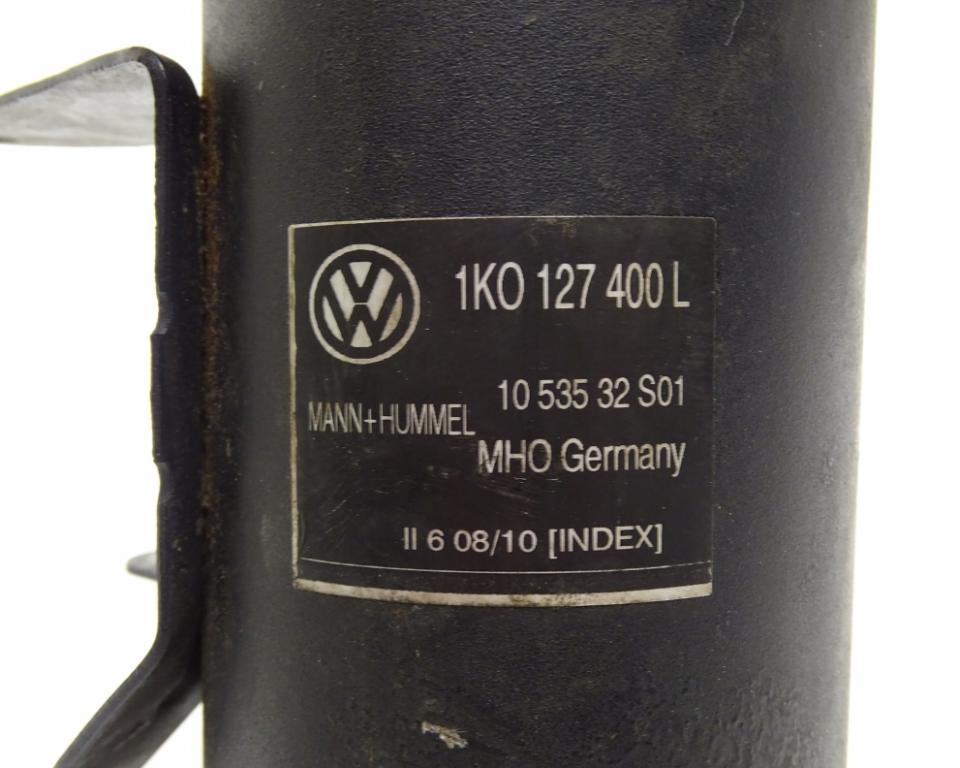 1KO 127 400 L
10 535 32 S01
MANN+HUMMEL
MHO Germany
II 6 08/10 [INDEX]